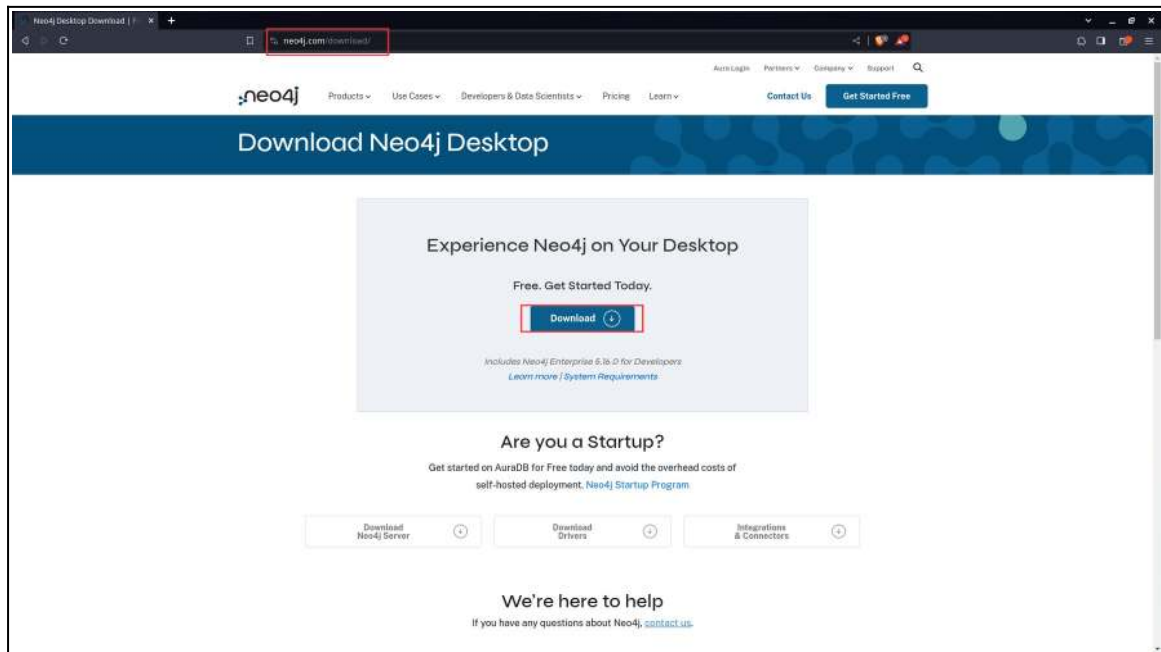 Neo4j Desktop Download | F
neo4j.com/download/
Aura Login Partners Company Support
neo4j Products Use Cases Developers & Data Scientists Pricing Learn Contact Us Get Started Free
Download Neo4j Desktop
Experience Neo4j on Your Desktop
Free. Get Started Today.
Download
Includes Neo4j Enterprise 5.16.0 for Developers
Learn more | System Requirements
Are you a Startup?
Get started on AuraDB for Free today and avoid the overhead costs of
self-hosted deployment. Neo4j Startup Program
Download
Neo4j Server
Download
Drivers
Integrations
& Connectors
We're here to help
If you have any questions about Neo4j, contact us.